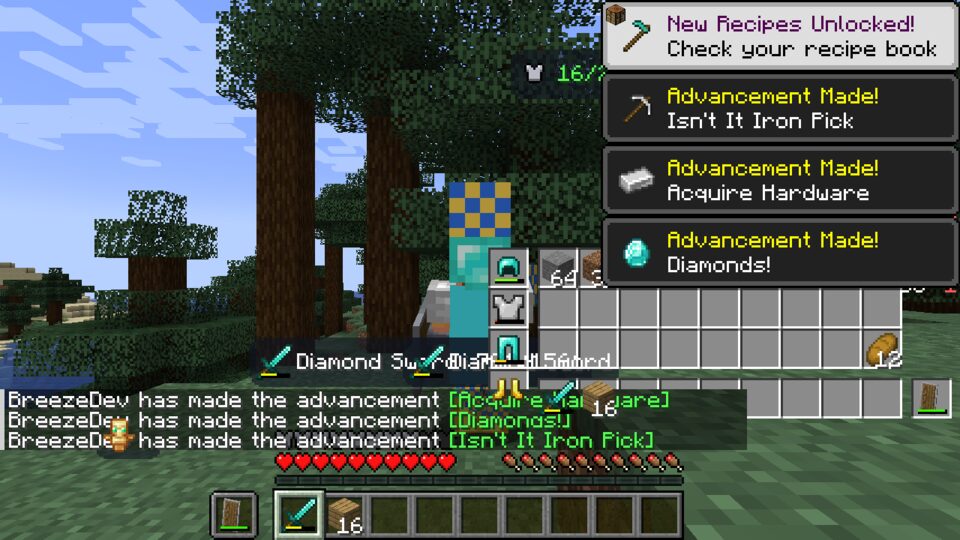 New Recipes Unlocked!
Check your recipe book
16/
Advancement Made!
Isn't It Iron Pick
Advancement Made!
Acquire Hardware
Advancement Made!
Diamonds!
64
12
Diamond
BreezeDev has made the advancement [Acquire Hardware]
16
BreezeDev has made the advancement [Diamonds!]
BreezeDev has made the advancement [Isn't It Iron Pick]
16